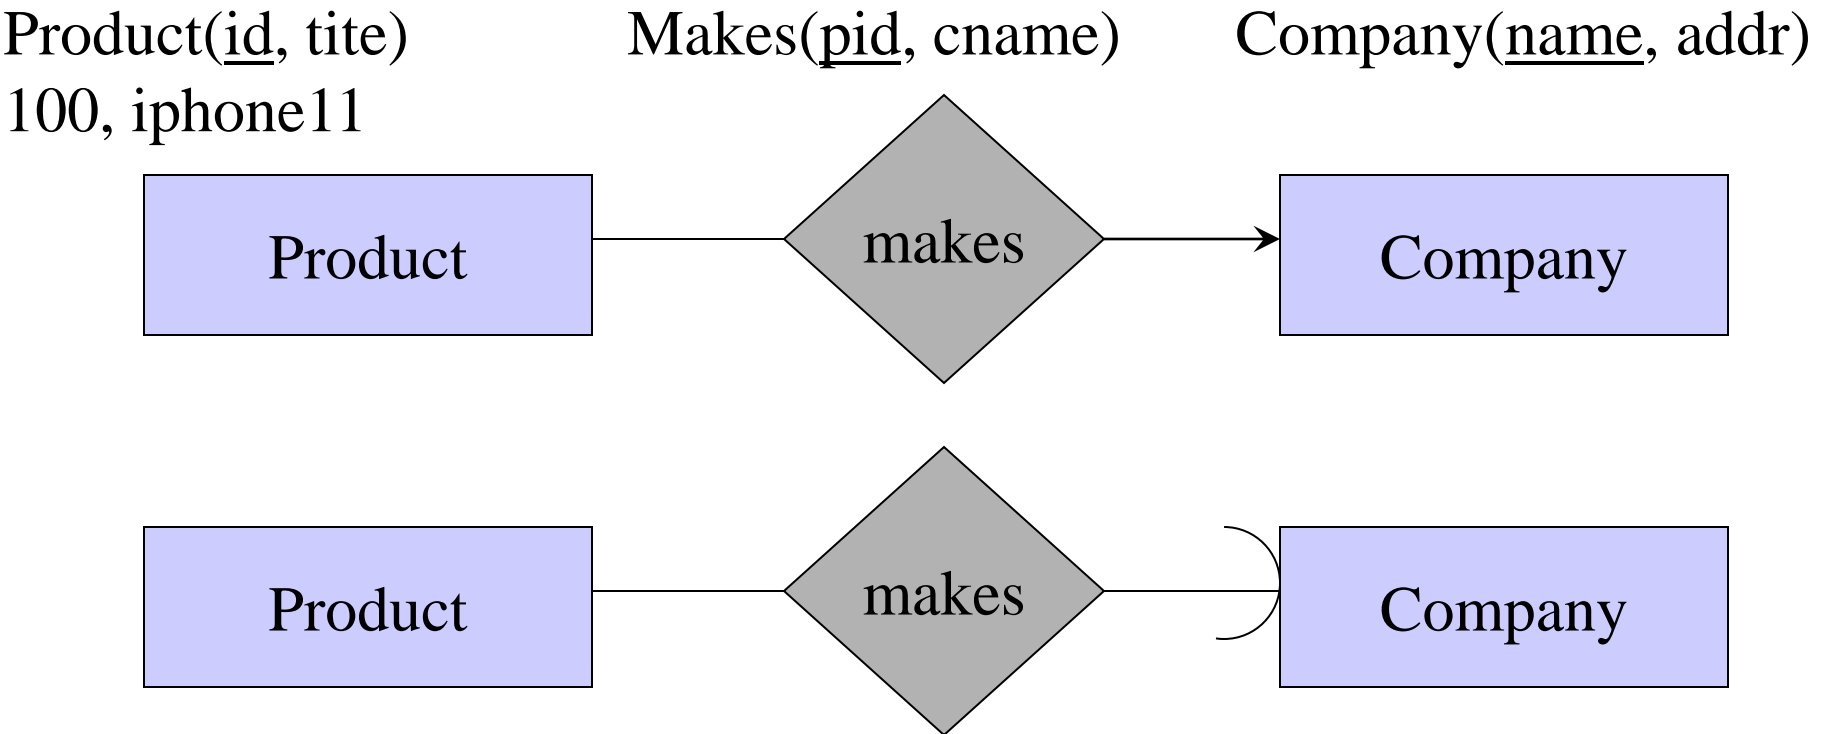 Product(id, tite) Makes(pid, cname) Company(name, addr)
100, iphone11
Product makes Company
Product makes Company